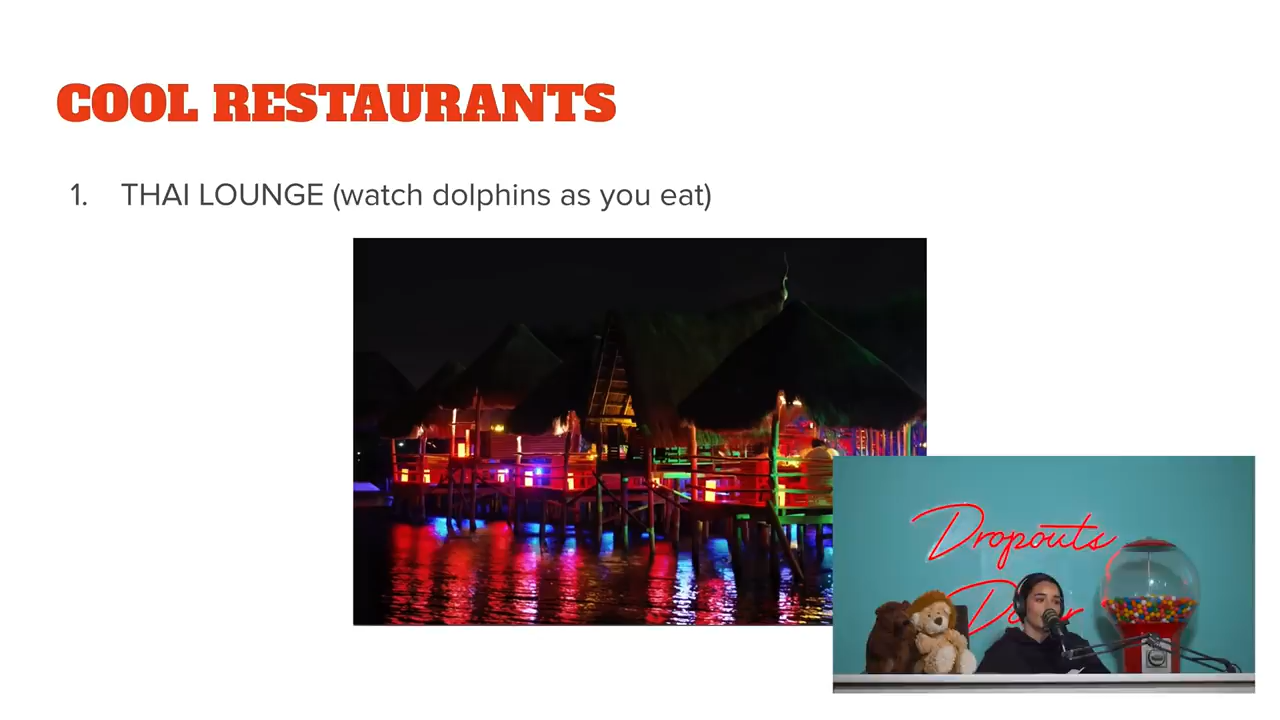 COOL RESTAURANTS
1. THAI LOUNGE (watch dolphins as you eat)
Dropouts